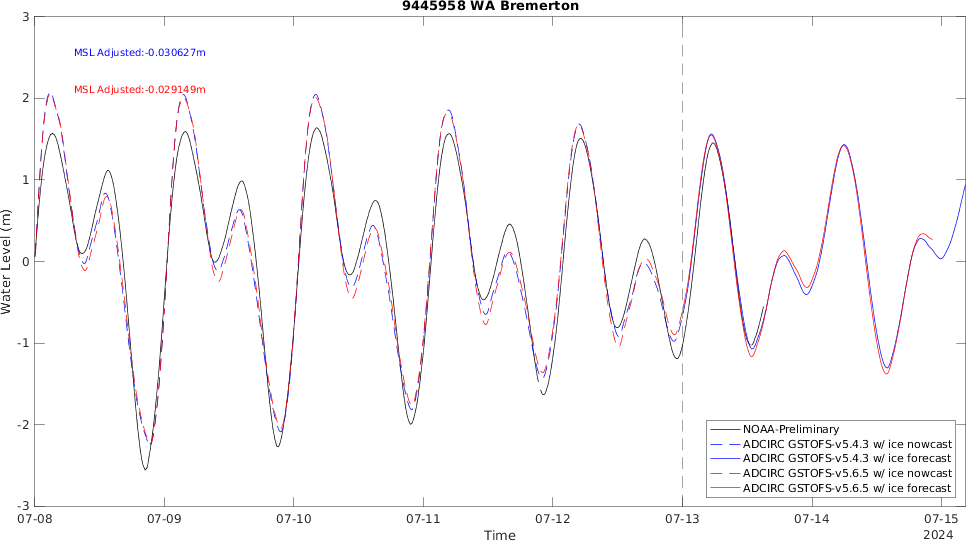 9445958 WA Bremerton
3
2
1
0
-1
-2
-3
Water Level (m)
MSL Adjusted:-0.030627m
MSL Adjusted:-0.029149m
NOAA-Preliminary
ADCIRC GSTOFS-v5.4.3 w/ ice nowcast
ADCIRC GSTOFS-v5.4.3 w/ ice forecast
ADCIRC GSTOFS-v5.6.5 w/ ice nowcast
ADCIRC GSTOFS-v5.6.5 w/ ice forecast
07-08 07-09 07-10 07-11 07-12 07-13 07-14 07-15
Time
2024